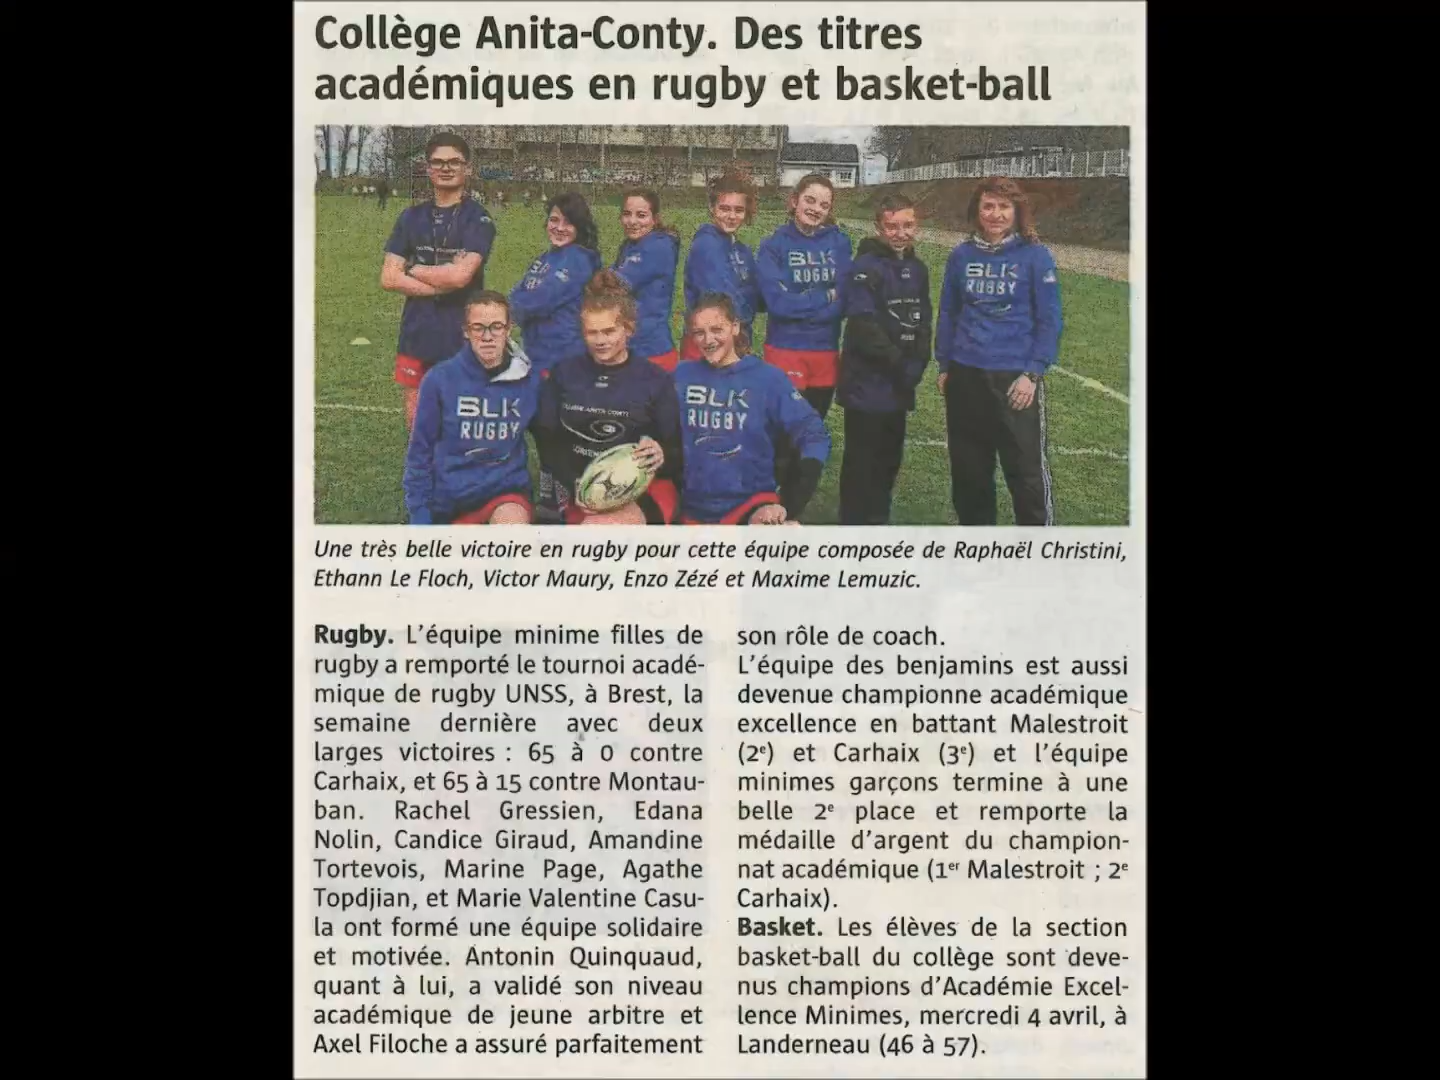 Collège Anita-Conty. Des titres
académiques en rugby et basket-ball
BLK
RUGBY
BLK
RUGBY
BLK
RUGBY
BLK
RUGBY
Une très belle victoire en rugby pour cette équipe composée de Raphaël Christini,
Ethann Le Floch, Victor Maury, Enzo Zézé et Maxime Lemuzic.
Rugby. L'équipe minime filles de
rugby a remporté le tournoi acadé-
mique de rugby UNSS, à Brest, la
semaine dernière avec deux
larges victoires : 65 à 0 contre
Carhaix, et 65 à 15 contre Montau-
ban. Rachel Gressien, Edana
Nolin, Candice Giraud, Amandine
Tortevois, Marine Page, Agathe
Topdjian, et Marie Valentine Casu-
la ont formé une équipe solidaire
et motivée. Antonin Quinquaud,
quant à lui, a validé son niveau
académique de jeune arbitre et
Axel Filoche a assuré parfaitement
son rôle de coach.
L'équipe des benjamins est aussi
devenue championne académique
excellence en battant Malestroit
(2e) et Carhaix (3e) et l'équipe
minimes garçons termine à une
belle 2e place et remporte la
médaille d'argent du champion-
nat académique (1er Malestroit ; 2e
Carhaix).
Basket. Les élèves de la section
basket-ball du collège sont deve-
nus champions d'Académie Excel-
lence Minimes, mercredi 4 avril, à
Landerneau (46 à 57).